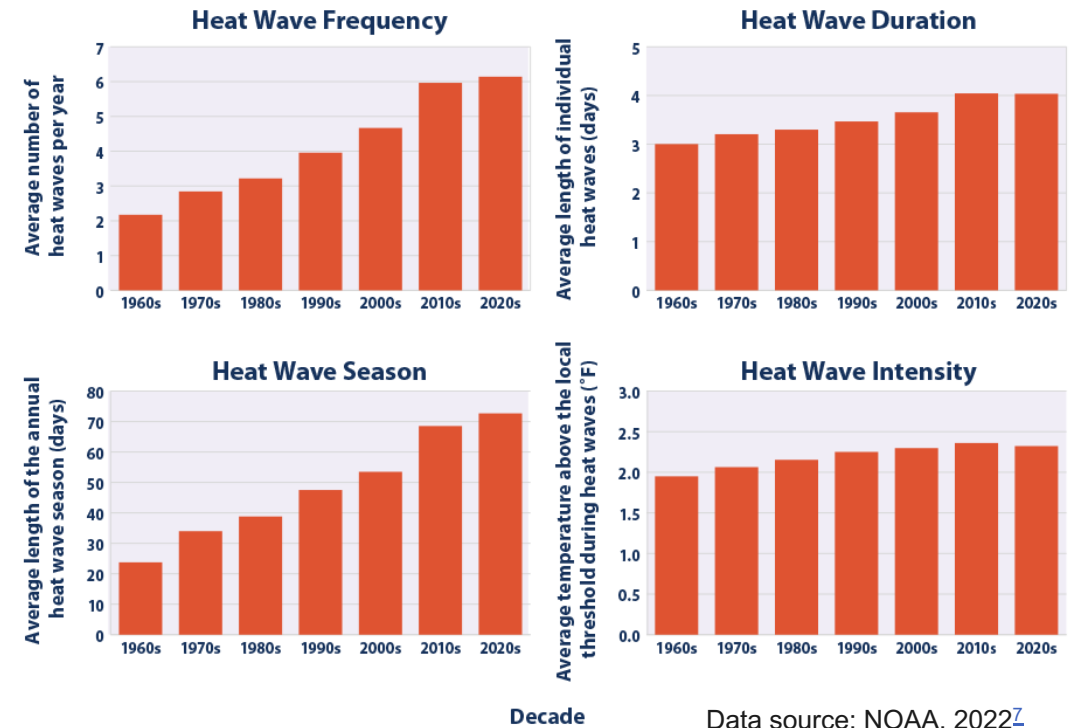 Heat Wave Frequency
Average number of
heat waves per year
7
6
5
4
3
2
1
0
1960s 1970s 1980s 1990s 2000s 2010s 2020s
Heat Wave Duration
Average length of individual
heat waves (days)
5
4
3
2
1
0
1960s 1970s 1980s 1990s 2000s 2010s 2020s
Heat Wave Season
Average length of the annual
heat wave season (days)
80
70
60
50
40
30
20
10
0
1960s 1970s 1980s 1990s 2000s 2010s 2020s
Heat Wave Intensity
Average temperature above the local
threshold during heat waves (˚F)
3.0
2.5
2.0
1.5
1.0
0.5
0.0
1960s 1970s 1980s 1990s 2000s 2010s 2020s
Decade
Data source: NOAA, 2022⁷